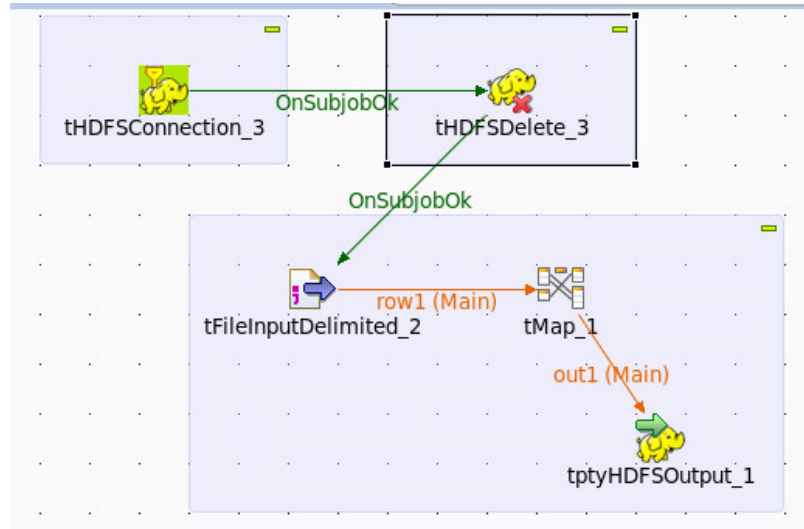 OnSubjobOk
tHDFSConnection_3
tHDFSDelete_3
OnSubjobOk
row1 (Main)
tFileInputDelimited_2
tMap_1
out1 (Main)
tptyHDFSOutput_1